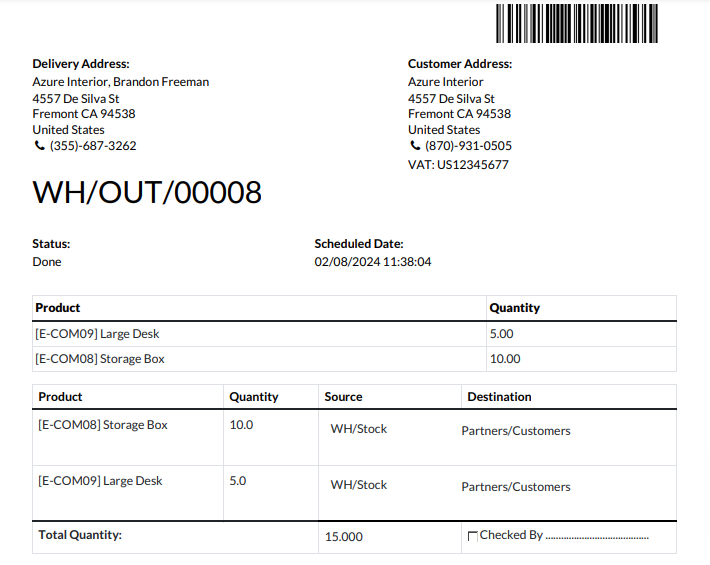 Delivery Address:
Azure Interior, Brandon Freeman
4557 De Silva St
Fremont CA 94538
United States
(355)-687-3262
Customer Address:
Azure Interior
4557 De Silva St
Fremont CA 94538
United States
(870)-931-0505
VAT: US12345677
WH/OUT/00008
Status:
Done
Scheduled Date:
02/08/2024 11:38:04
Product Quantity
[E-COM09] Large Desk 5.00
[E-COM08] Storage Box 10.00
Product Quantity Source Destination
[E-COM08] Storage Box 10.0 WH/Stock Partners/Customers
[E-COM09] Large Desk 5.0 WH/Stock Partners/Customers
Total Quantity: 15.000 Checked By ........................................